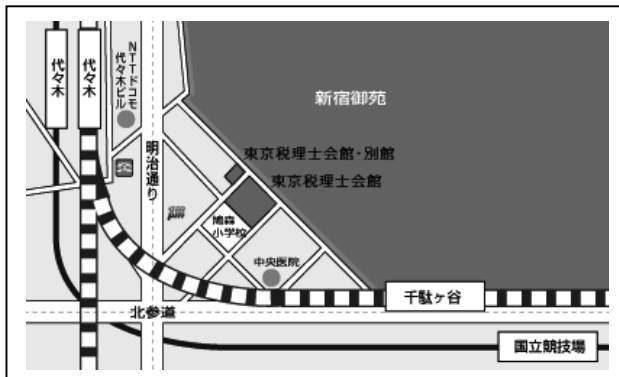 代々木
代々木
NTTドコモ
代々木ビル
新宿御苑
東京税理士会館・別館
東京税理士会館
明治通り
鳩森
小学校
中央医院
千駄ヶ谷
北参道
国立競技場